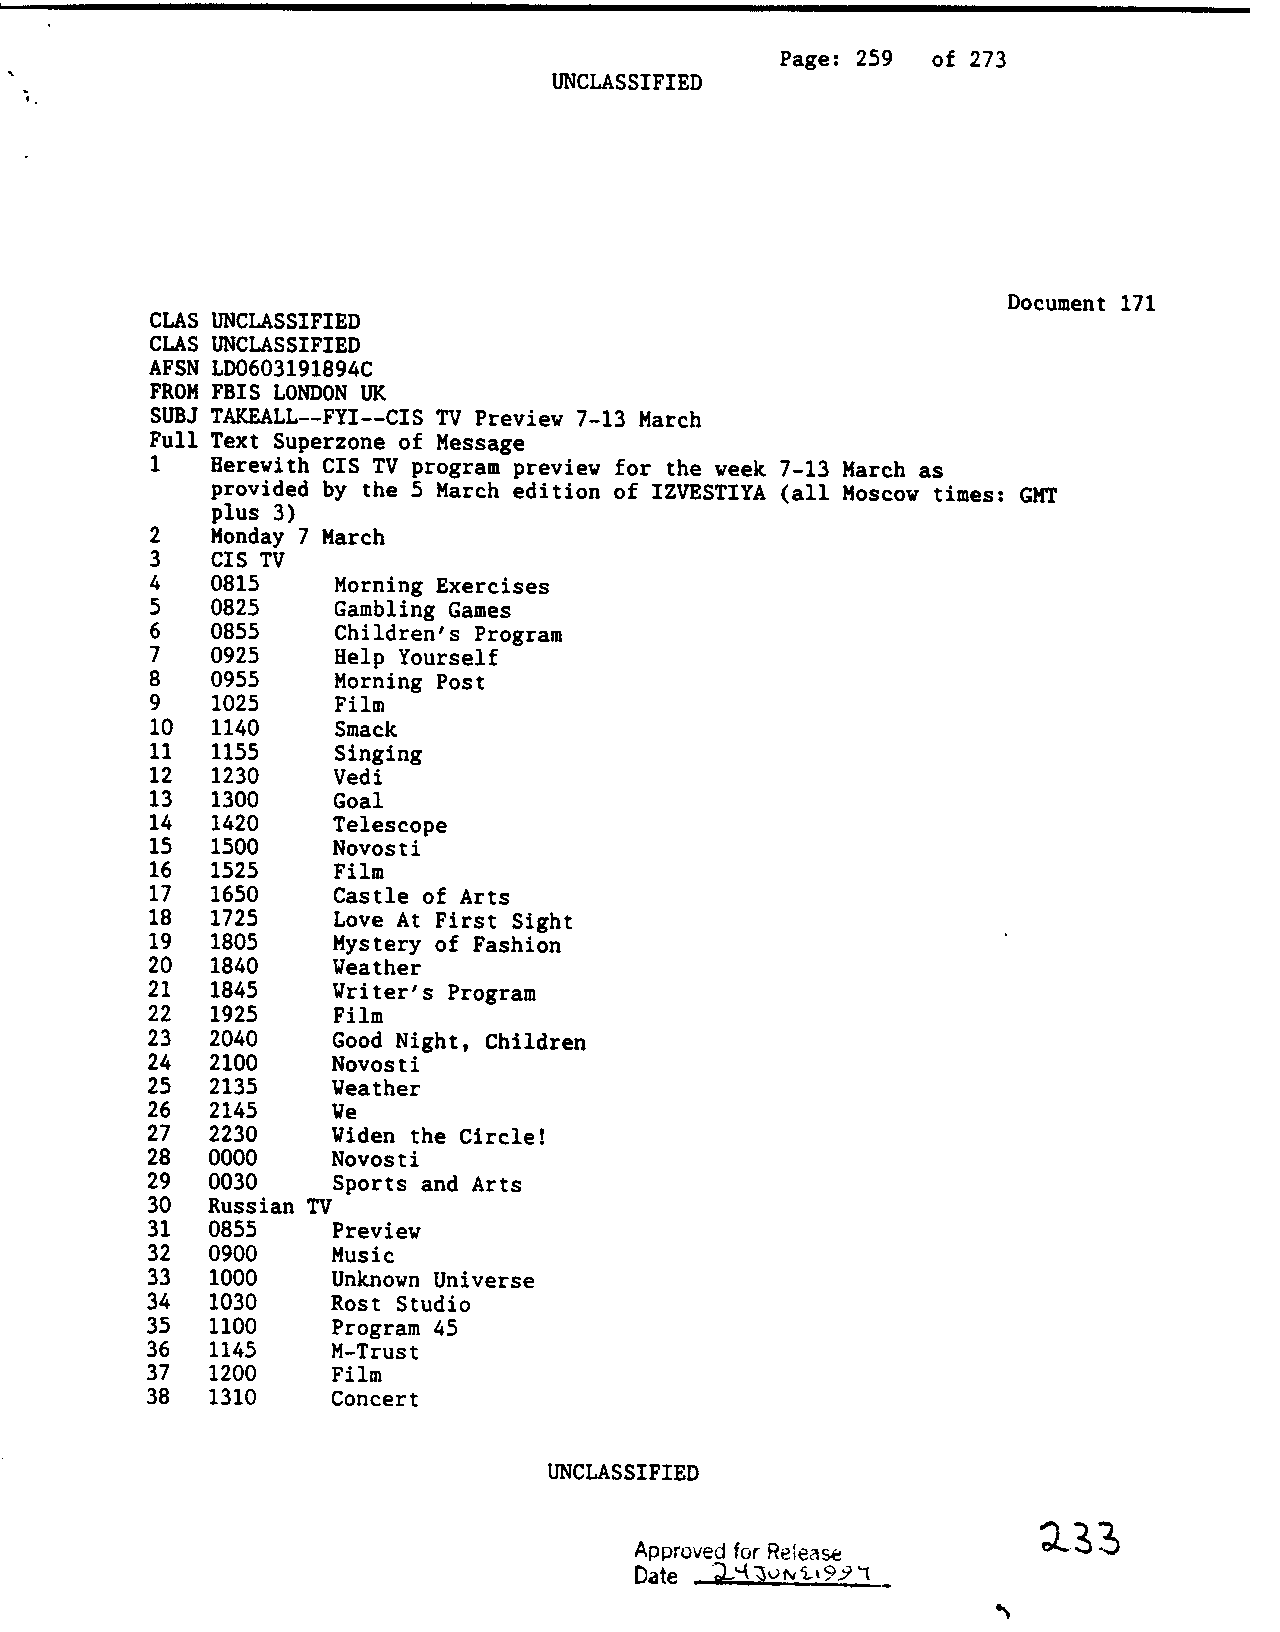 Page: 259 of 273
UNCLASSIFIED
Document 171
CLAS UNCLASSIFIED
CLAS UNCLASSIFIED
AFSN LD0603191894C
FROM FBIS LONDON UK
SUBJ TAKEALL--FYI--CIS TV Preview 7-13 March
Full Text Superzone of Message
1 Herewith CIS TV program preview for the week 7-13 March as
provided by the 5 March edition of IZVESTIYA (all Moscow times: GMT
plus 3)
2 Monday 7 March
3 CIS TV
4 0815 Morning Exercises
5 0825 Gambling Games
6 0855 Children's Program
7 0925 Help Yourself
8 0955 Morning Post
9 1025 Film
10 1140 Smack
11 1155 Singing
12 1230 Vedi
13 1300 Goal
14 1420 Telescope
15 1500 Novosti
16 1525 Film
17 1650 Castle of Arts
18 1725 Love At First Sight
19 1805 Mystery of Fashion
20 1840 Weather
21 1845 Writer's Program
22 1925 Film
23 2040 Good Night, Children
24 2100 Novosti
25 2135 Weather
26 2145 We
27 2230 Widen the Circle!
28 0000 Novosti
29 0030 Sports and Arts
30 Russian TV
31 0855 Preview
32 0900 Music
33 1000 Unknown Universe
34 1030 Rost Studio
35 1100 Program 45
36 1145 M-Trust
37 1200 Film
38 1310 Concert
UNCLASSIFIED
233
Approved for Release
Date 24 JUNE 1997